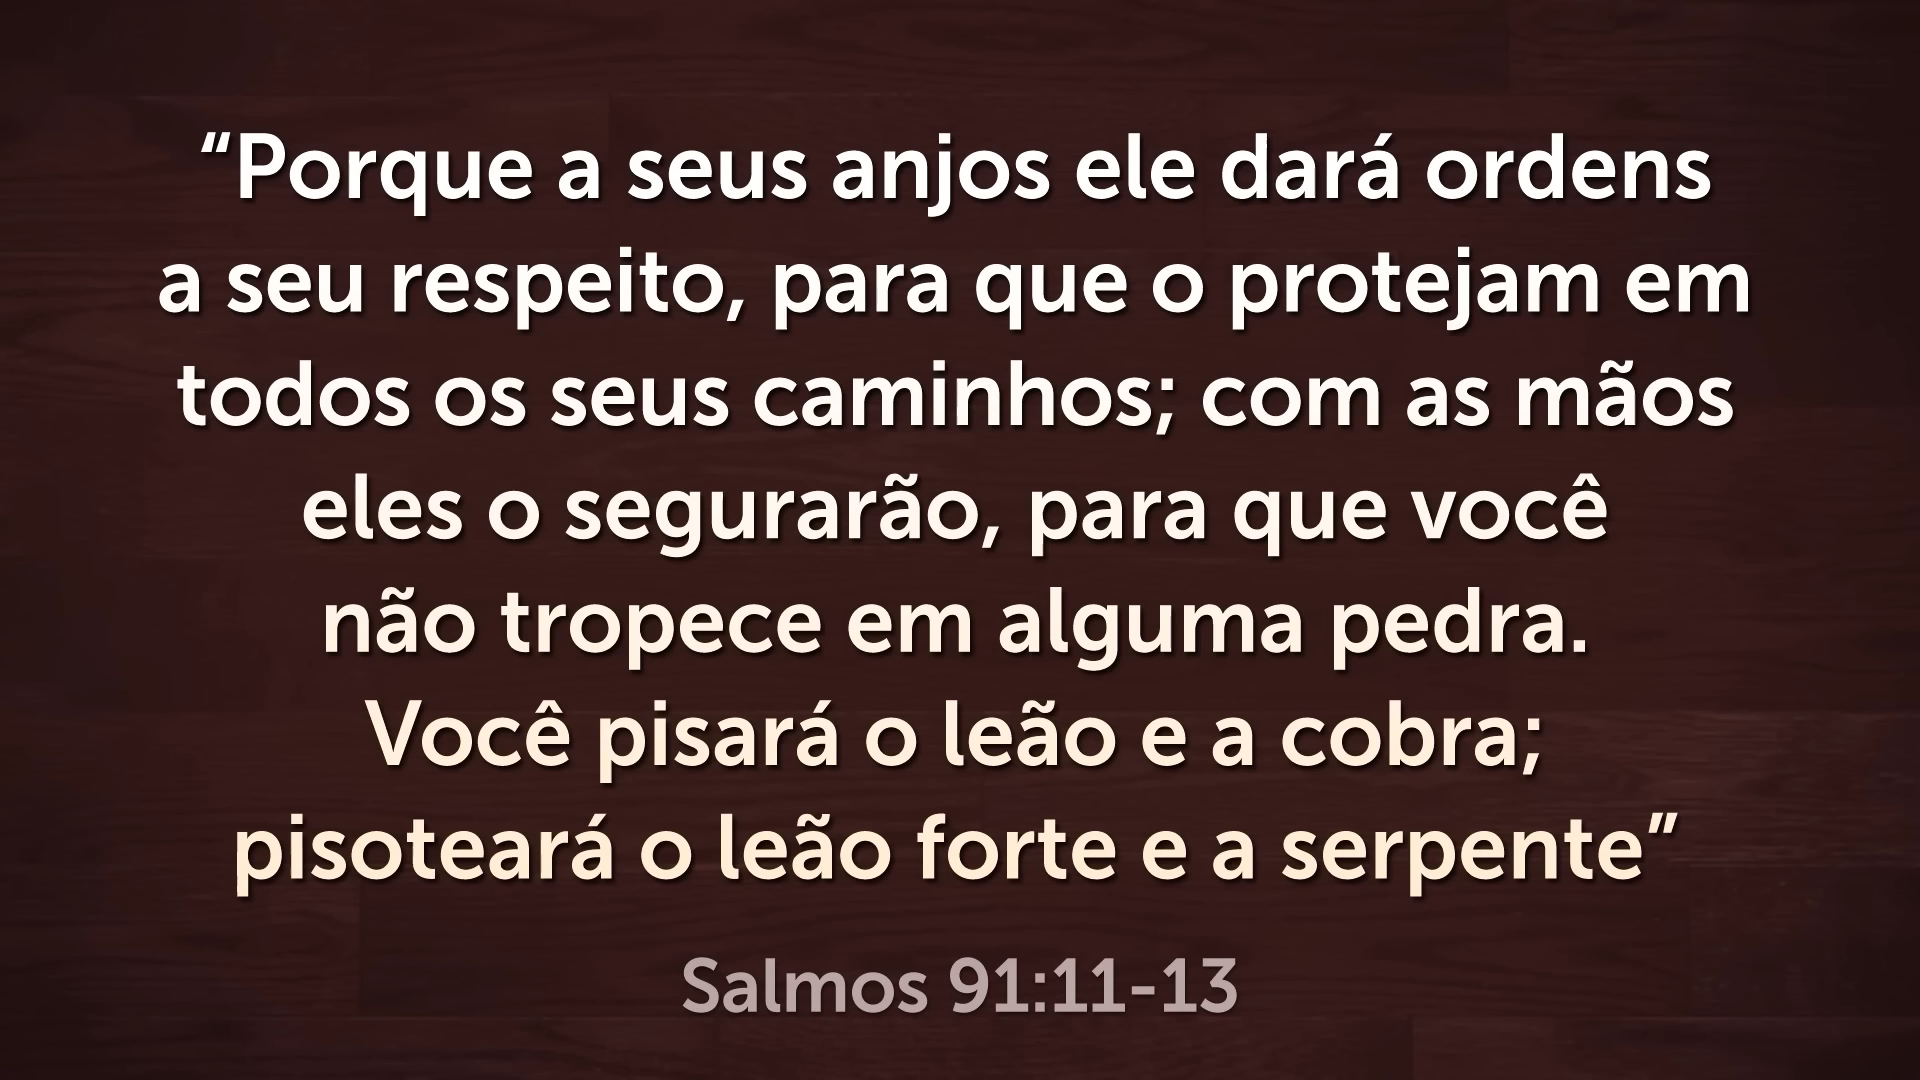 “Porque a seus anjos ele dará ordens
a seu respeito, para que o protejam em
todos os seus caminhos; com as mãos
eles o segurarão, para que você
não tropece em alguma pedra.
Você pisará o leão e a cobra;
pisoteará o leão forte e a serpente”
Salmos 91:11-13